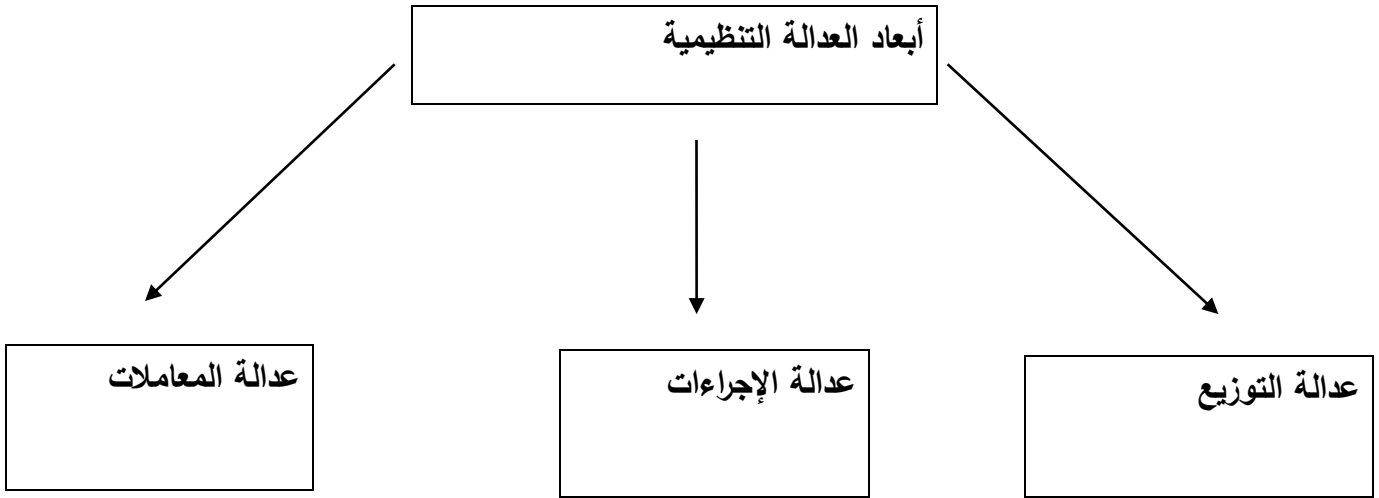 أبعاد العدالة التنظيمية
عدالة التوزيع
عدالة الإجراءات
عدالة المعاملات